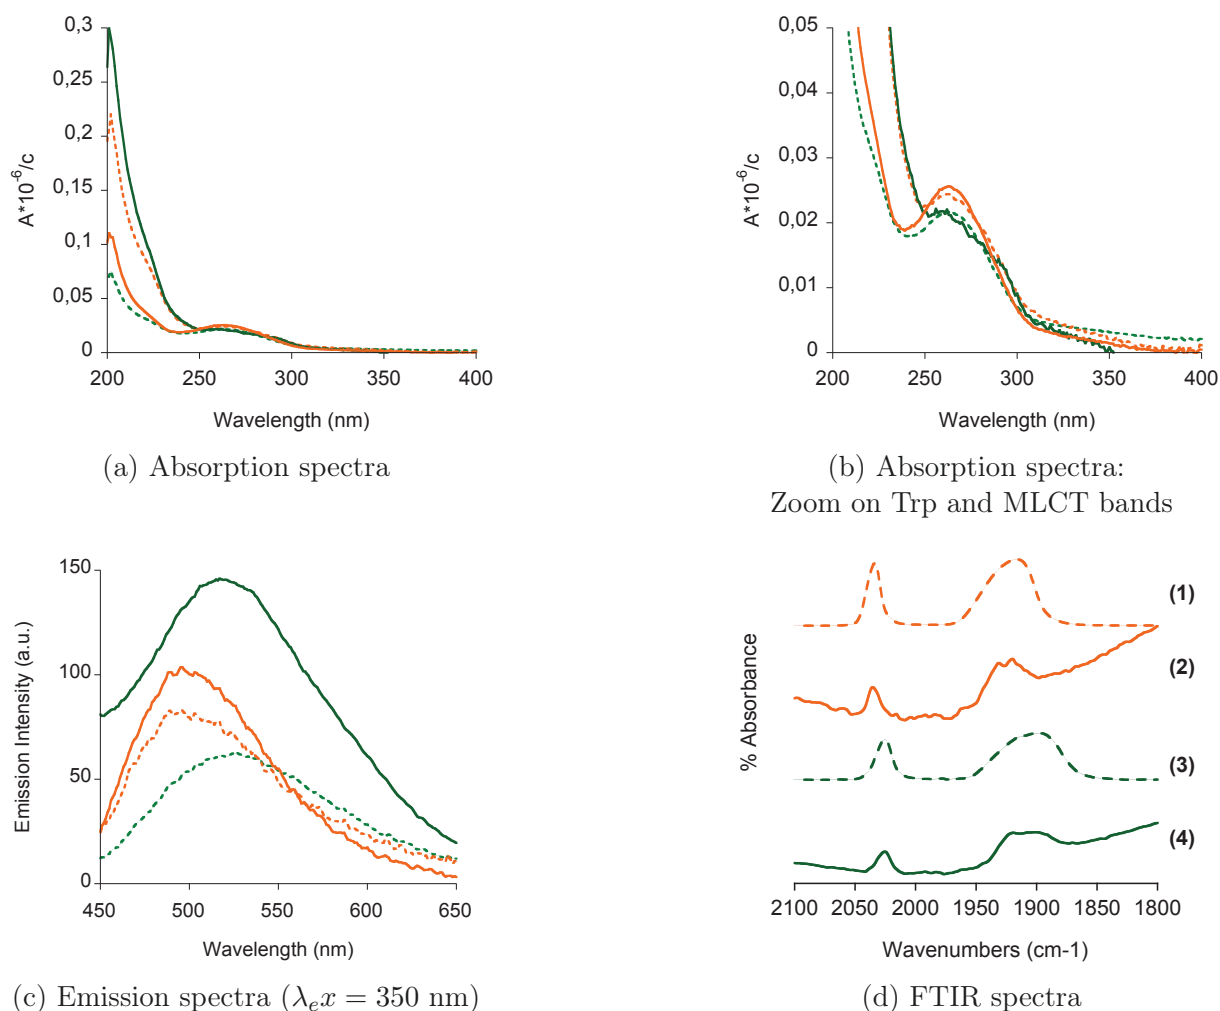 0,3
0,25
0,2
0,15
0,1
0,05
0
A*10-6/c
200 250 300 350 400
Wavelength (nm)
(a) Absorption spectra
0,05
0,04
0,03
0,02
0,01
0
A*10-6/c
200 250 300 350 400
Wavelength (nm)
(b) Absorption spectra:
Zoom on Trp and MLCT bands
150
100
50
0
Emission Intensity (a.u.)
450 500 550 600 650
Wavelength (nm)
(c) Emission spectra (λex = 350 nm)
% Absorbance
(1)
(2)
(3)
(4)
2100 2050 2000 1950 1900 1850 1800
Wavenumbers (cm-1)
(d) FTIR spectra